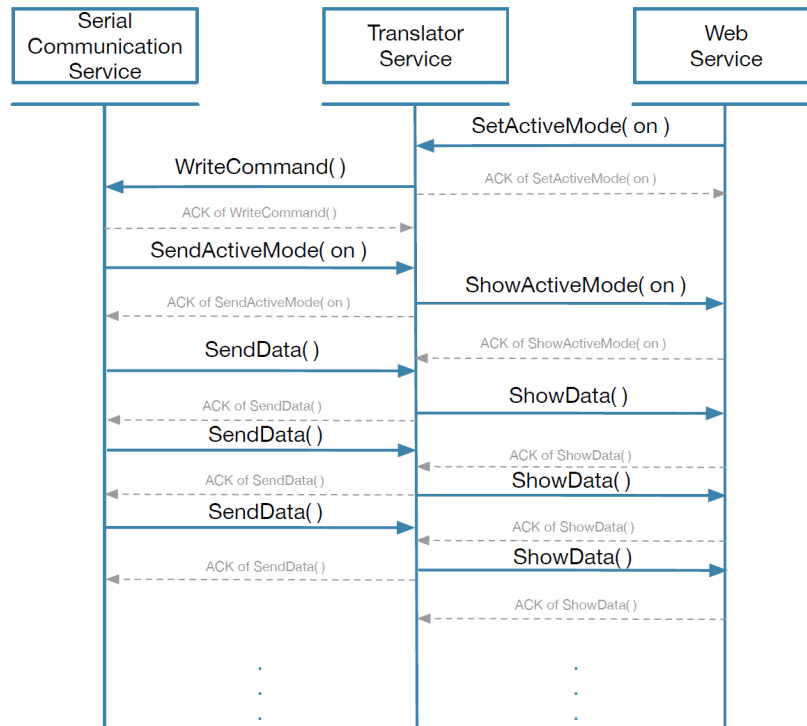 Serial
Communication
Service
Translator
Service
Web
Service
SetActiveMode( on )
WriteCommand( )
ACK of SetActiveMode( on )
ACK of WriteCommand( )
SendActiveMode( on )
ShowActiveMode( on )
ACK of SendActiveMode( on )
ACK of ShowActiveMode( on )
SendData( )
ShowData( )
ACK of SendData( )
SendData( )
ACK of ShowData( )
ACK of SendData( )
ShowData( )
SendData( )
ACK of ShowData( )
ShowData( )
ACK of SendData( )
ACK of ShowData( )